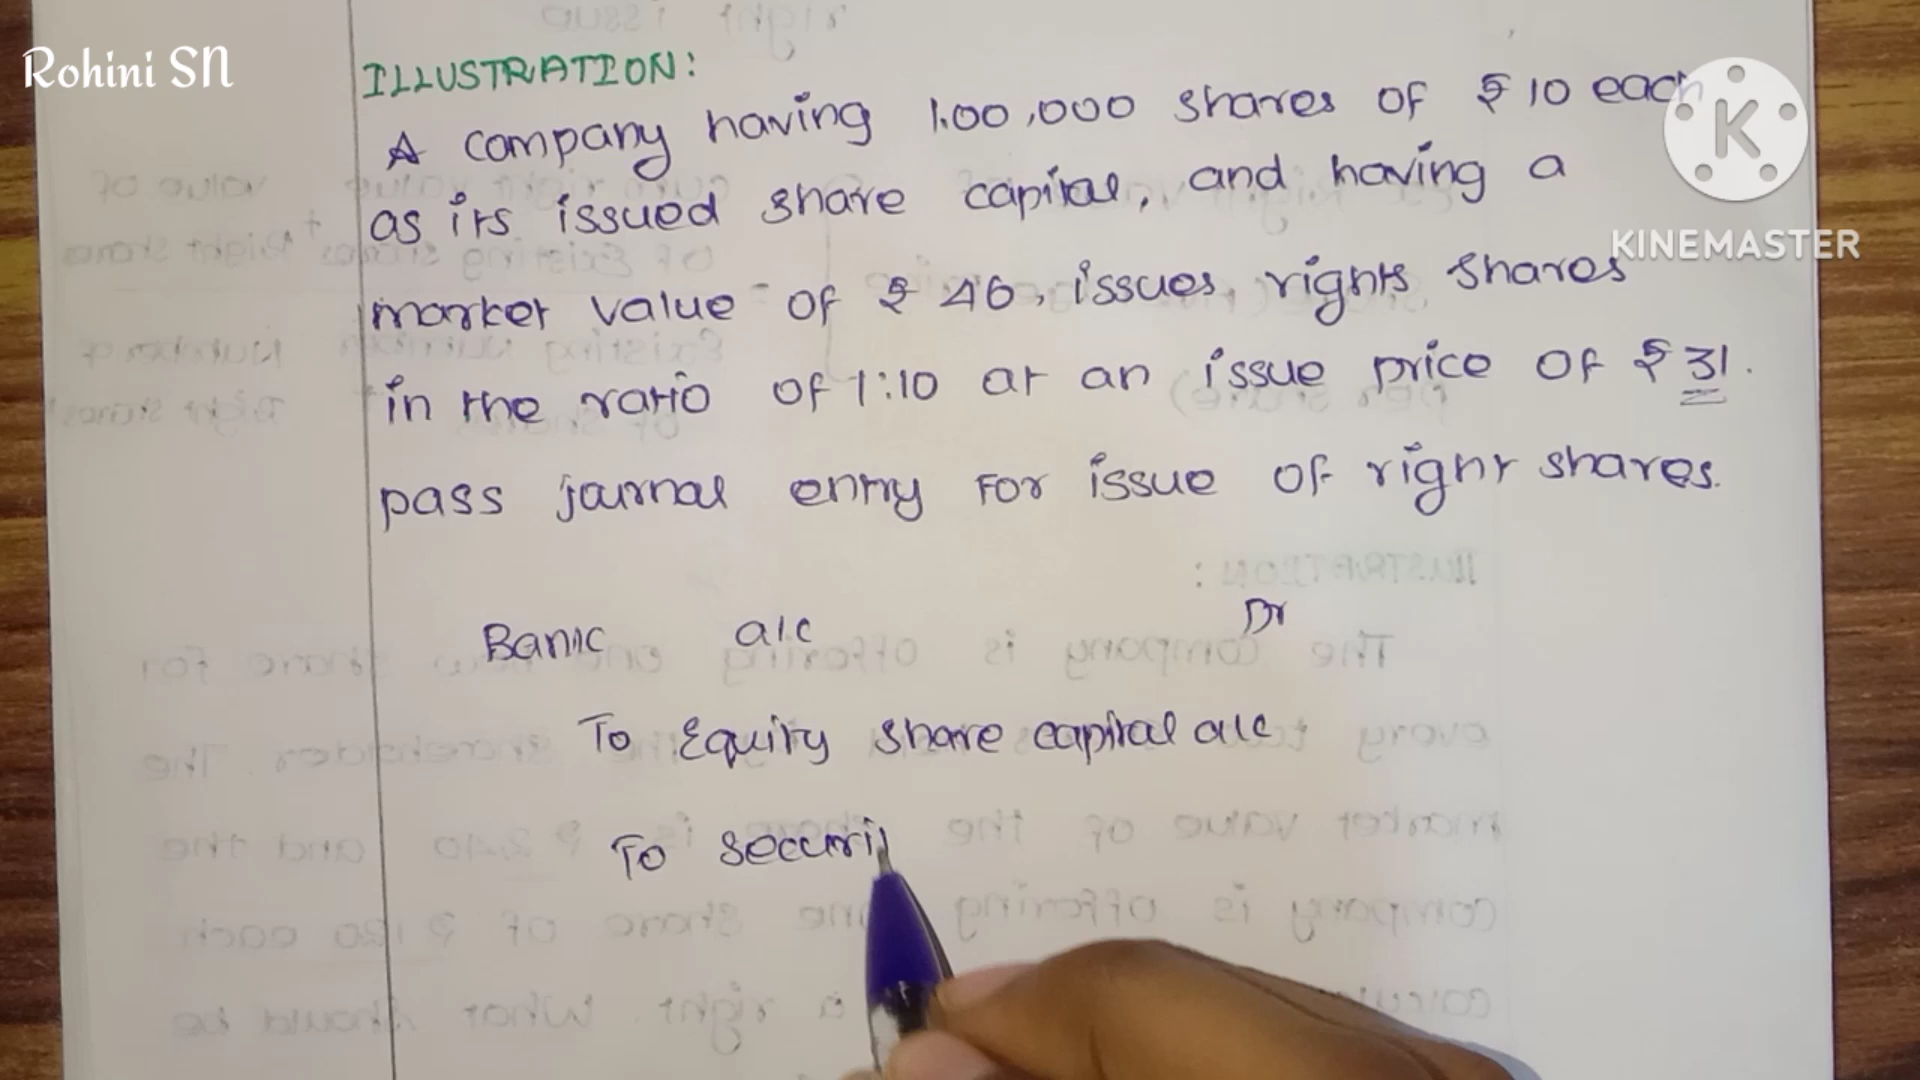 Rohini SN
ILLUSTRATION:
A company having 1,00,000 shares of ₹ 10 each
as its issued share capital, and having a
market value of ₹ 46, issues, rights shares
in the ratio of 1:10 at an issue price of ₹ 31.
pass journal entry for issue of right shares.
Bank a/c Dr
To Equity share capital a/c
To securi
K
KINEMASTER